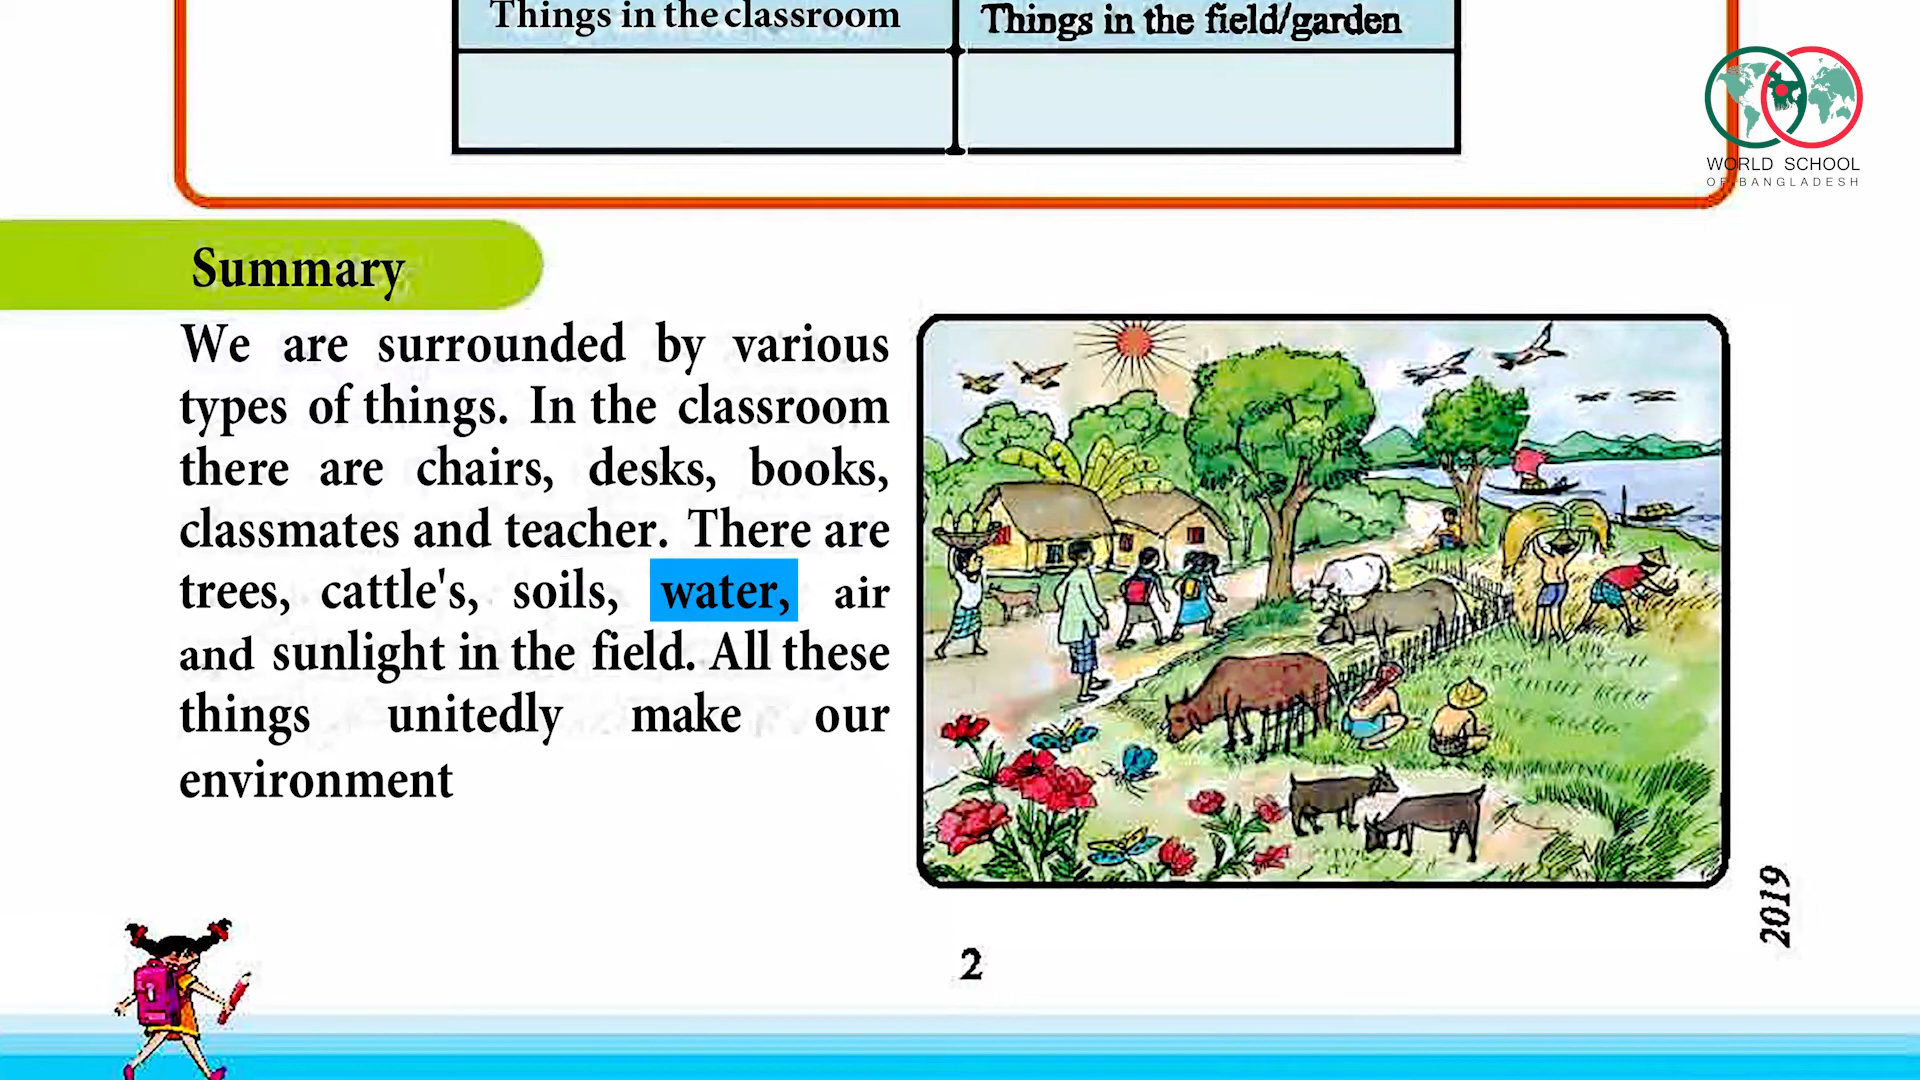 Things in the classroom
Things in the field/garden
WORLD SCHOOL
OF BANGLADESH
Summary
We are surrounded by various
types of things. In the classroom
there are chairs, desks, books,
classmates and teacher. There are
trees, cattle's, soils, water, air
and sunlight in the field. All these
things unitedly make our
environment
2019
2